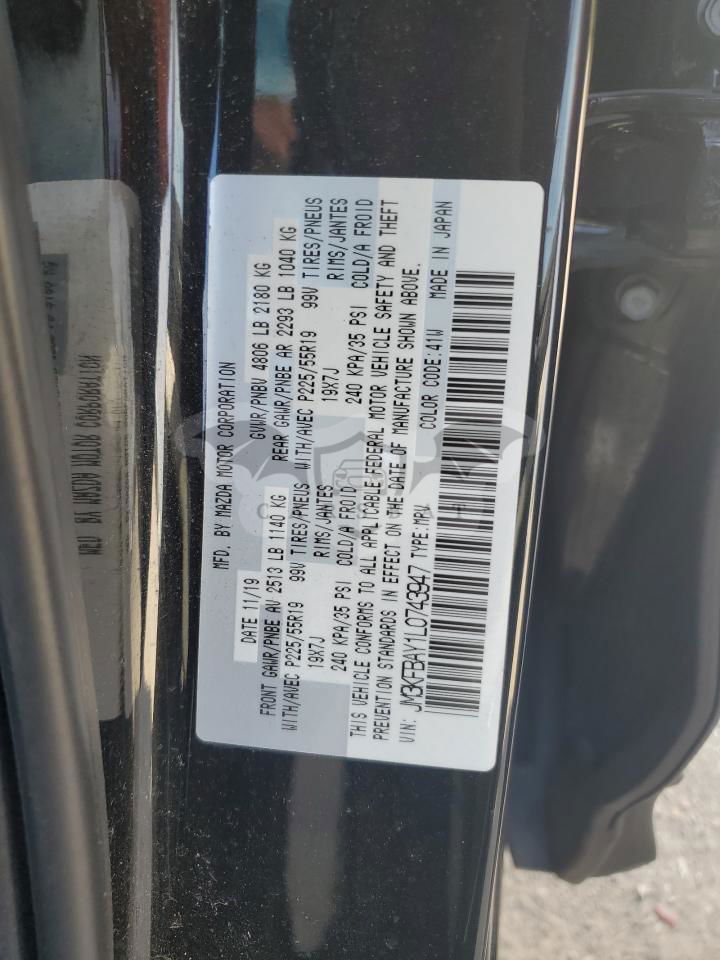 MFD. BY MAZDA MOTOR CORPORATION
DATE 11/19 GVWR/PNBV 4806 LB 2180 KG
FRONT GAWR/PNBE AV 2513 LB 1140 KG REAR GAWR/PNBE AR 2293 LB 1040 KG
WITH/AVEC P225/55R19 99V TIRES/PNEUS WITH/AVEC P225/55R19 99V TIRES/PNEUS
19X7J RIMS/JANTES 19X7J RIMS/JANTES
240 KPA/35 PSI COLD/A FROID 240 KPA/35 PSI COLD/A FROID
THIS VEHICLE CONFORMS TO ALL APPLICABLE FEDERAL MOTOR VEHICLE SAFETY AND THEFT
PREVENTION STANDARDS IN EFFECT ON THE DATE OF MANUFACTURE SHOWN ABOVE.
VIN: JM3KFBAY1L0743947 TYPE:MPV COLOR CODE:41W MADE IN JAPAN